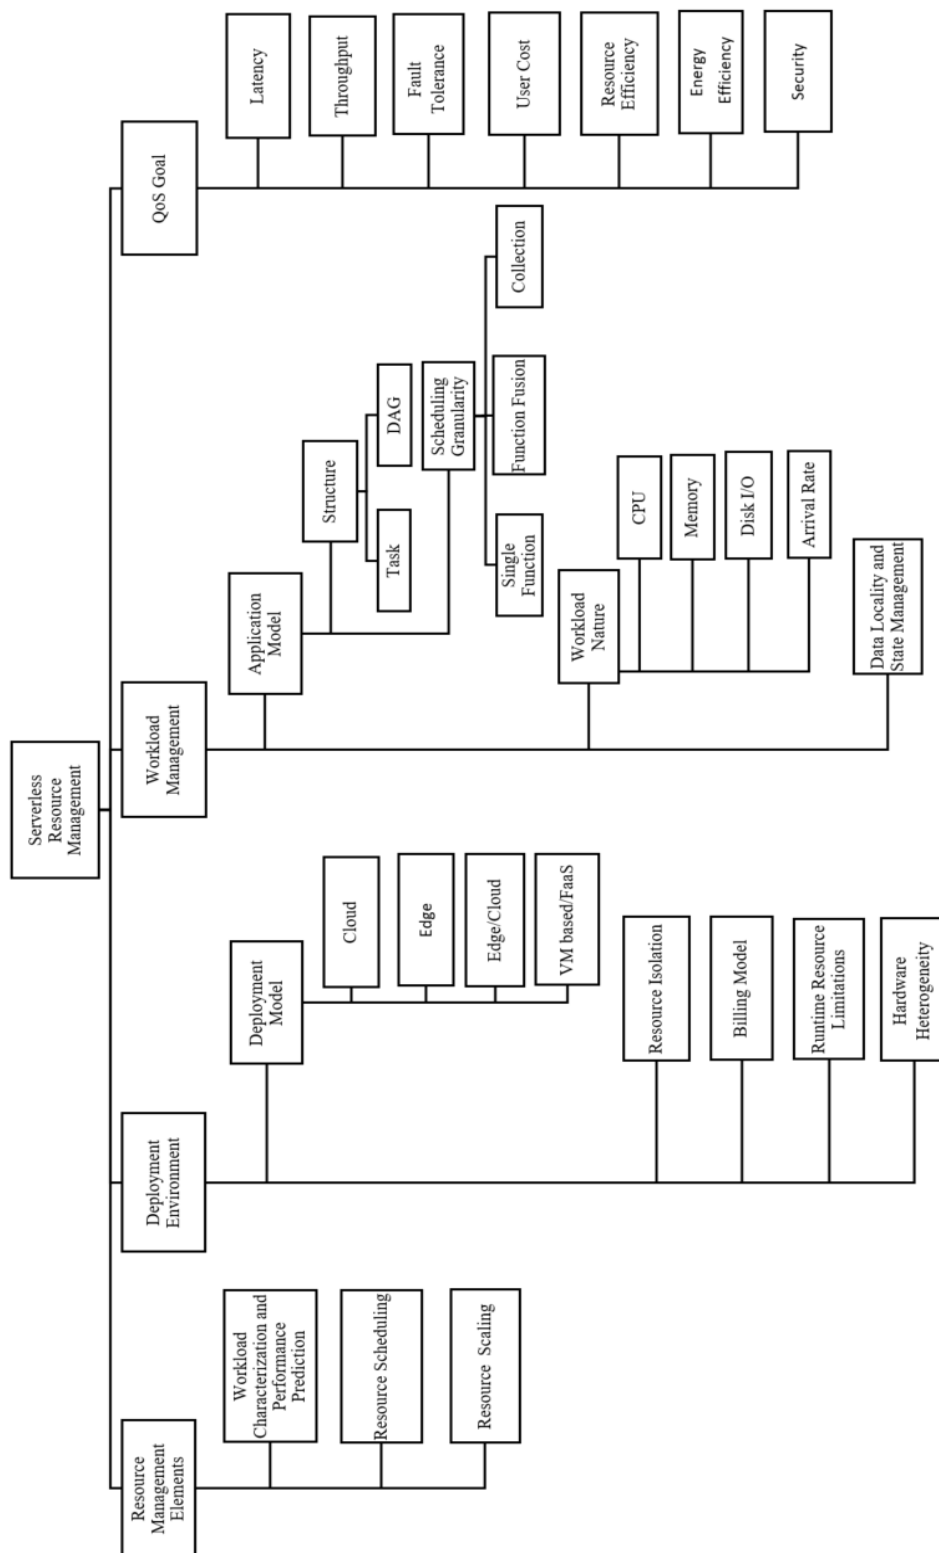 Serverless
Resource
Management
Resource
Management
Elements
Workload
Characterization and
Performance
Prediction
Resource Scheduling
Resource Scaling
Deployment
Environment
Deployment
Model
Cloud
Edge
Edge/Cloud
VM based/FaaS
Resource Isolation
Billing Model
Runtime Resource
Limitations
Hardware
Heterogeneity
Workload
Management
Application
Model
Structure
Task
DAG
Scheduling
Granularity
Single
Function
Function Fusion
Collection
Workload
Nature
CPU
Memory
Disk I/O
Arrival Rate
Data Locality and
State Management
QoS Goal
Latency
Throughput
Fault
Tolerance
User Cost
Resource
Efficiency
Energy
Efficiency
Security